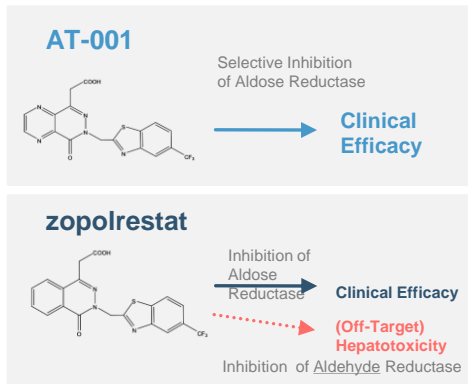 AT-001
Selective Inhibition
of Aldose Reductase
Clinical
Efficacy
COOH
N
N
N
N
O
S
N
CF₃
zopolrestat
Inhibition of
Aldose
Reductase
Clinical Efficacy
(Off-Target)
Hepatotoxicity
Inhibition of Aldehyde Reductase
COOH
N
N
O
S
N
CF₃